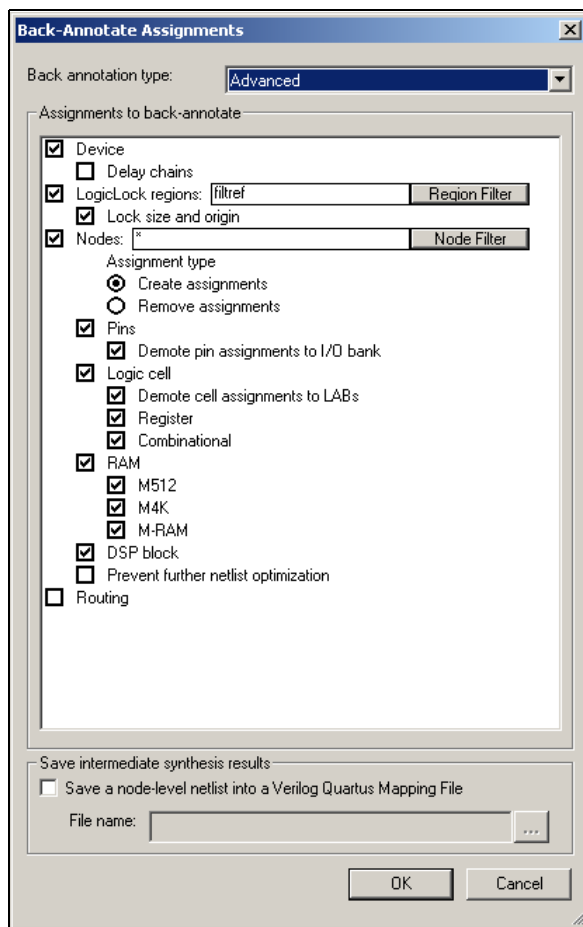 Back-Annotate Assignments
Back annotation type: Advanced
Assignments to back-annotate
Device
Delay chains
LogicLock regions: filtref Region Filter
Lock size and origin
Nodes: * Node Filter
Assignment type
Create assignments
Remove assignments
Pins
Demote pin assignments to I/O bank
Logic cell
Demote cell assignments to LABs
Register
Combinational
RAM
M512
M4K
M-RAM
DSP block
Prevent further netlist optimization
Routing
Save intermediate synthesis results
Save a node-level netlist into a Verilog Quartus Mapping File
File name: ...
OK Cancel